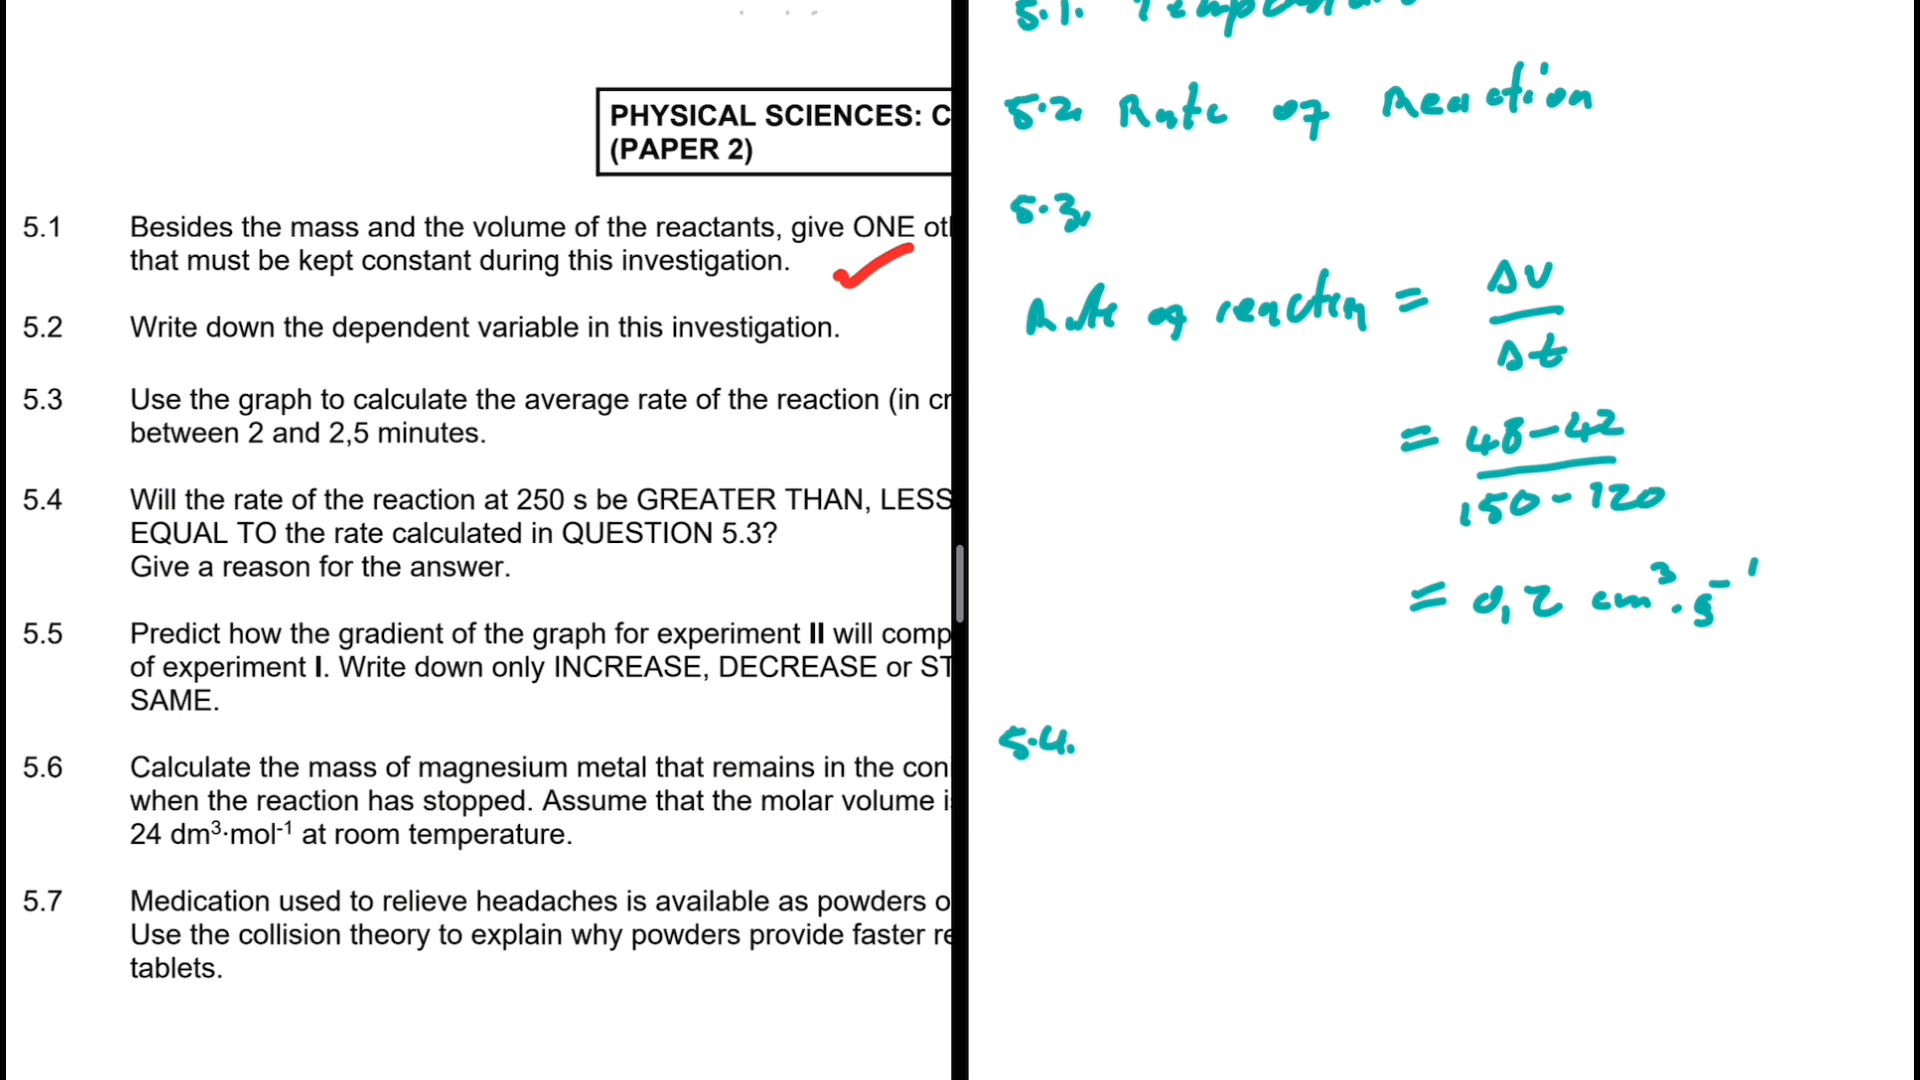 PHYSICAL SCIENCES: C
(PAPER 2)
5.1 Besides the mass and the volume of the reactants, give ONE
that must be kept constant during this investigation.
5.2 Write down the dependent variable in this investigation.
5.3 Use the graph to calculate the average rate of the reaction (in
between 2 and 2,5 minutes.
5.4 Will the rate of the reaction at 250 s be GREATER THAN, LESS
EQUAL TO the rate calculated in QUESTION 5.3?
Give a reason for the answer.
5.5 Predict how the gradient of the graph for experiment II will comp
of experiment I. Write down only INCREASE, DECREASE or ST
SAME.
5.6 Calculate the mass of magnesium metal that remains in the con
when the reaction has stopped. Assume that the molar volume
24 dm³·mol⁻¹ at room temperature.
5.7 Medication used to relieve headaches is available as powders o
Use the collision theory to explain why powders provide faster re
tablets.
5.1.
5.2 Rate of Reaction
5.3.
Rate of reaction = ΔV
Δt
= 48-42
150-120
= 0,2 cm³.s⁻¹
5.4.